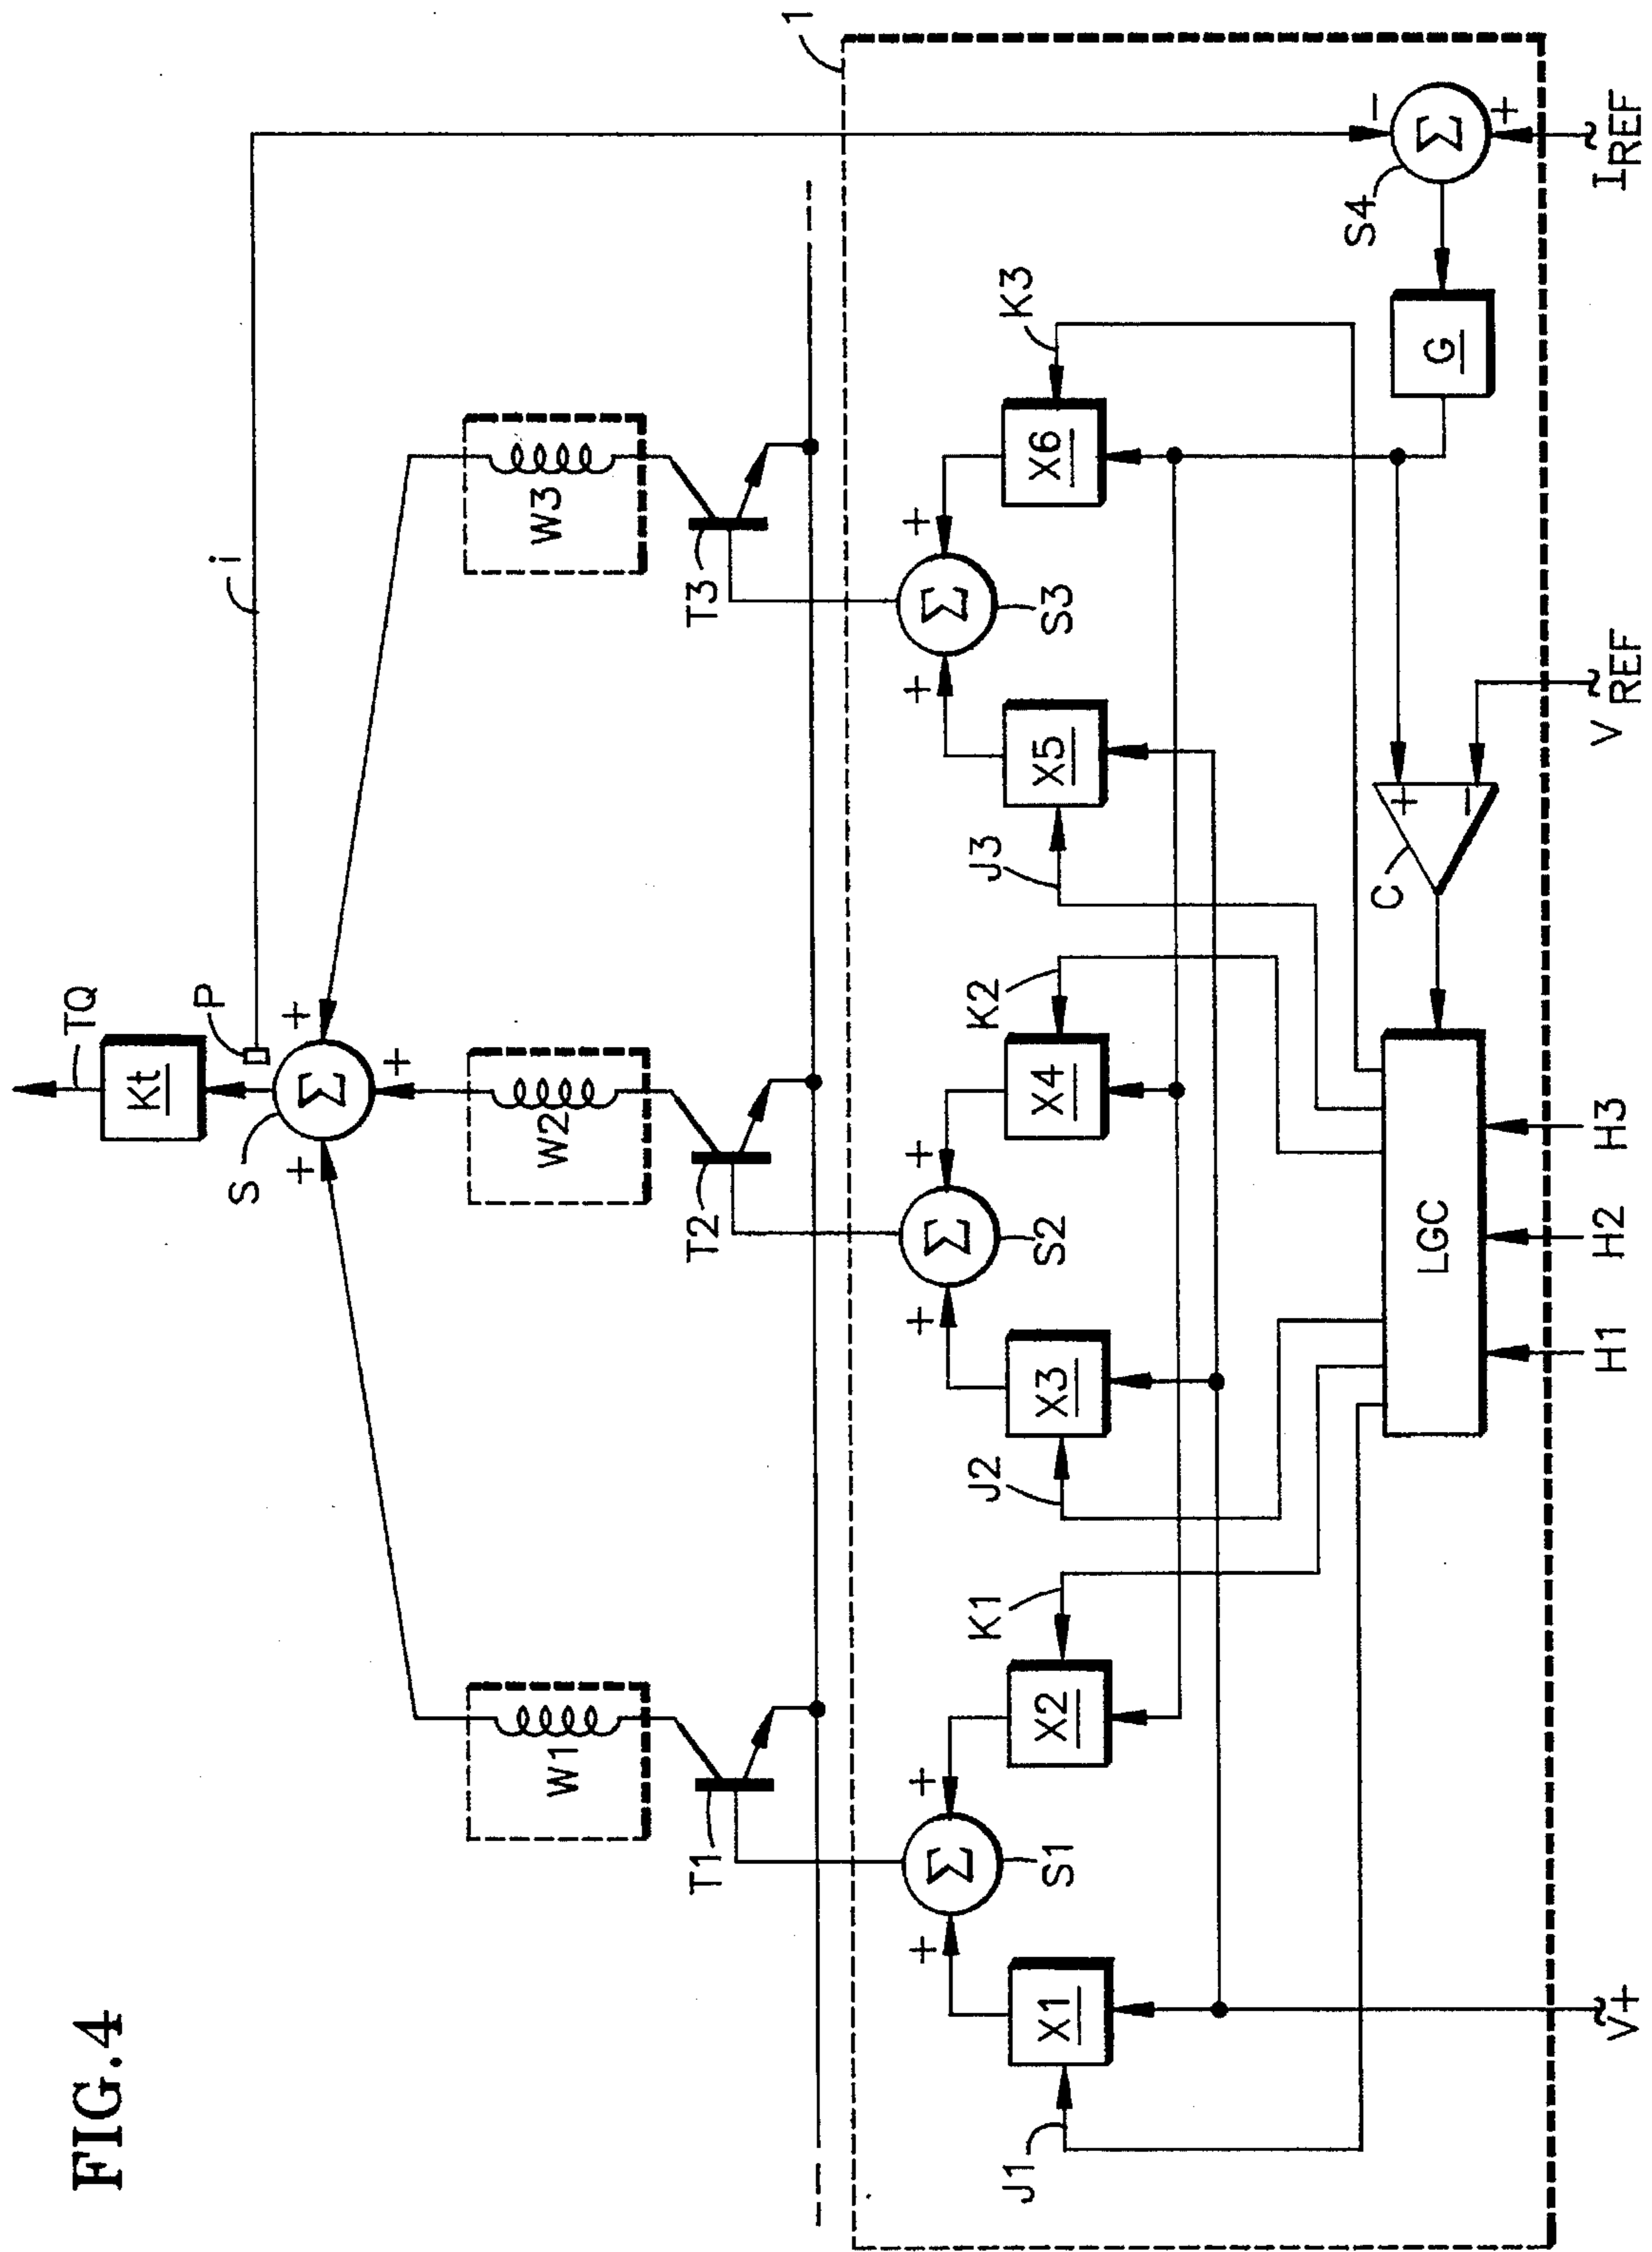 FIG.4
TQ
Kt
P
i
S
+
+
+
W1
W2
W3
T1
T2
T3
1
Σ
+
+
S1
Σ
+
+
S2
Σ
+
+
S3
Σ
J1
X1
X2
K1
J2
X3
X4
K2
J3
X5
X6
K3
LGC
C
+
−
G
S4
Σ
−
+
V+
H1
H2
H3
VREF
IREF